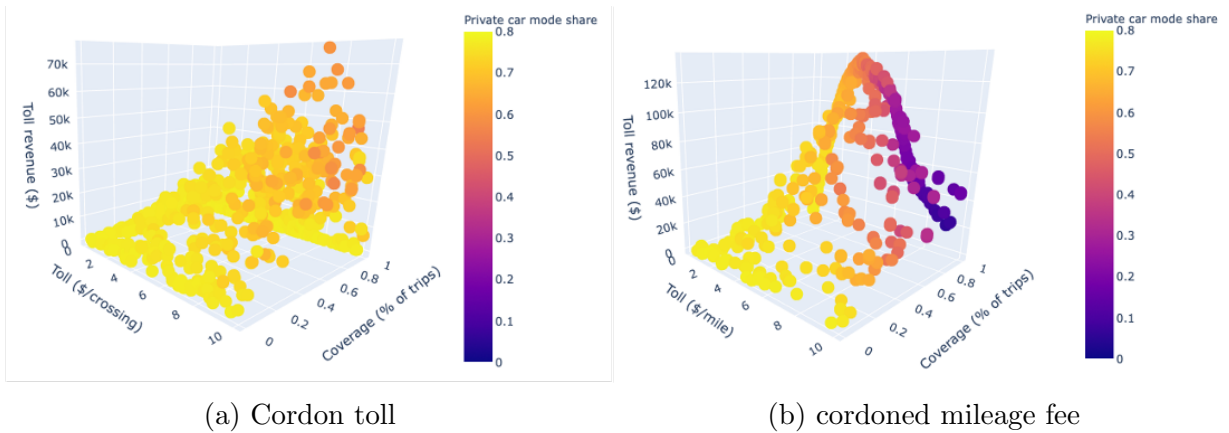 Private car mode share
0.8
0.7
0.6
0.5
0.4
0.3
0.2
0.1
0
70k
60k
50k
40k
30k
20k
10k
0
Toll revenue ($)
0
2
4
6
8
10
Toll ($/crossing)
0
0.2
0.4
0.6
0.8
1
Coverage (% of trips)
(a) Cordon toll
Private car mode share
0.8
0.7
0.6
0.5
0.4
0.3
0.2
0.1
0
120k
100k
80k
60k
40k
20k
0
Toll revenue ($)
0
2
4
6
8
10
Toll ($/mile)
0
0.2
0.4
0.6
0.8
1
Coverage (% of trips)
(b) cordoned mileage fee